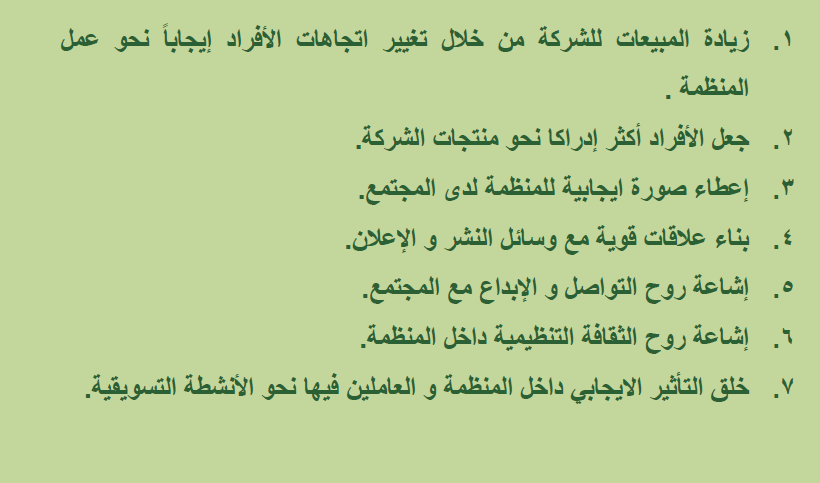 ١. زيادة المبيعات للشركة من خلال تغيير اتجاهات الأفراد إيجاباً نحو عمل
المنظمة .
٢. جعل الأفراد أكثر إدراكا نحو منتجات الشركة.
٣. إعطاء صورة ايجابية للمنظمة لدى المجتمع.
٤. بناء علاقات قوية مع وسائل النشر و الإعلان.
٥. إشاعة روح التواصل و الإبداع مع المجتمع.
٦. إشاعة روح الثقافة التنظيمية داخل المنظمة.
٧. خلق التأثير الايجابي داخل المنظمة و العاملين فيها نحو الأنشطة التسويقية.